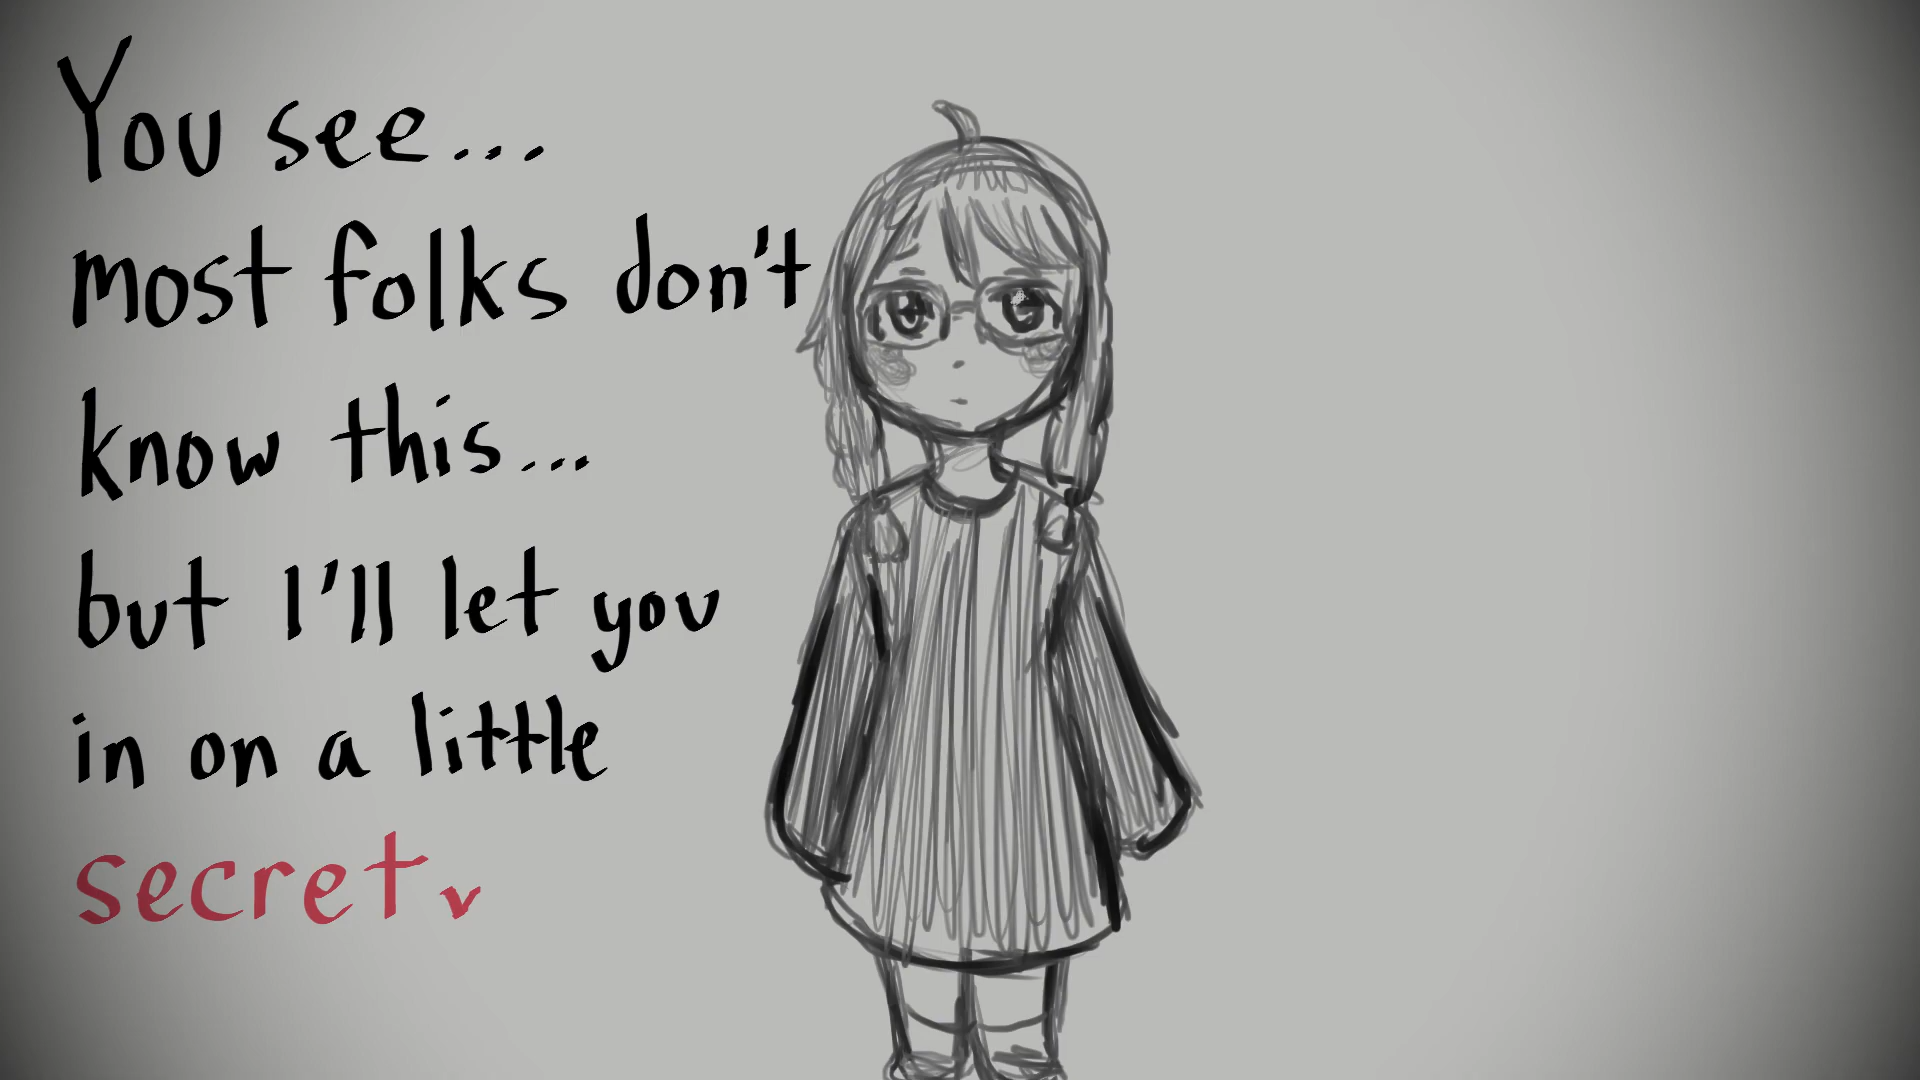 You see...
most folks don't
know this...
but I'll let you
in on a little
secret